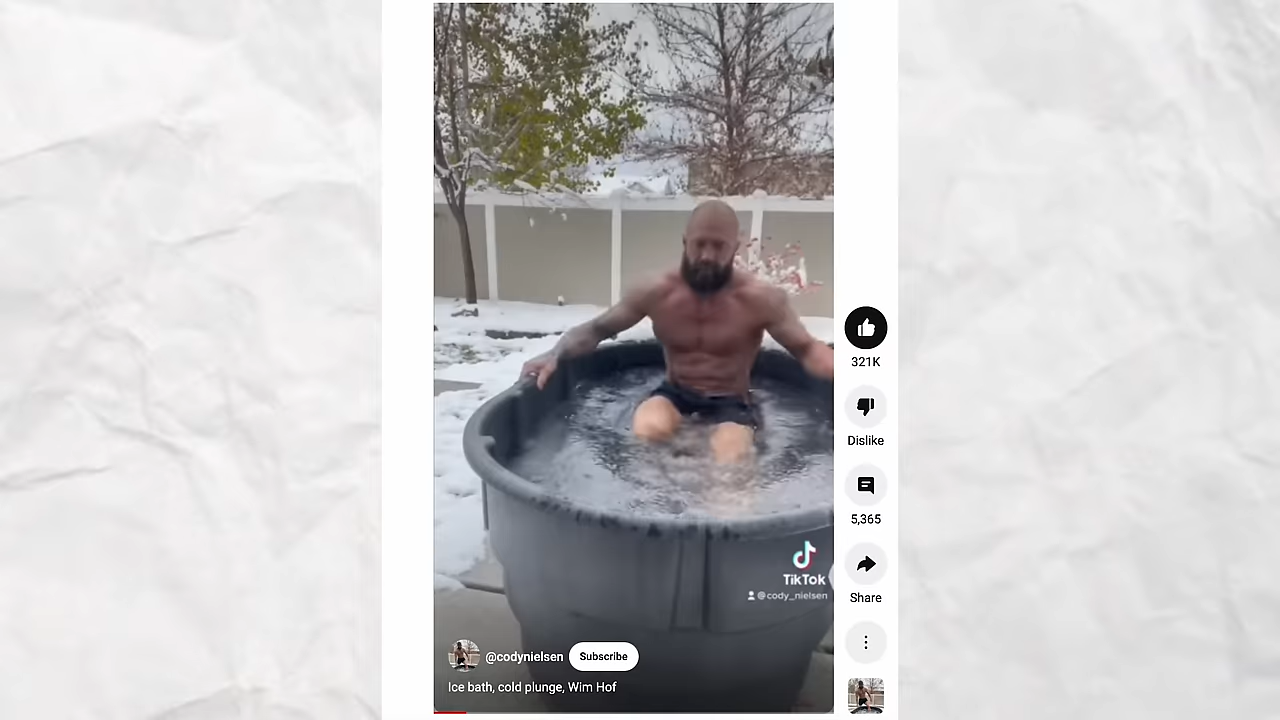 321K
Dislike
5,365
Share
TikTok
@cody_nielsen
@codynielsen
Subscribe
Ice bath, cold plunge, Wim Hof